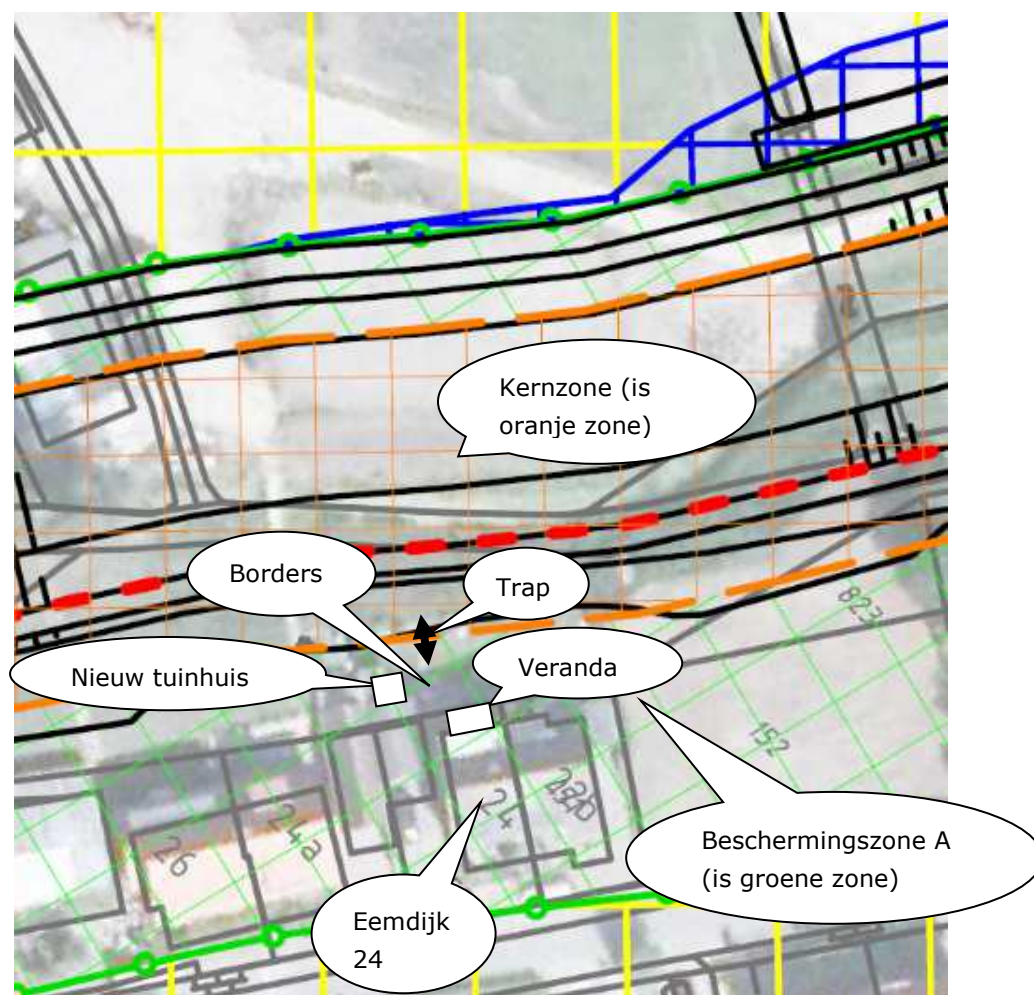 Kernzone (is
oranje zone)
Borders
Trap
Nieuw tuinhuis
Veranda
823
152
24
26
24a
Beschermingszone A
(is groene zone)
Eemdijk
24